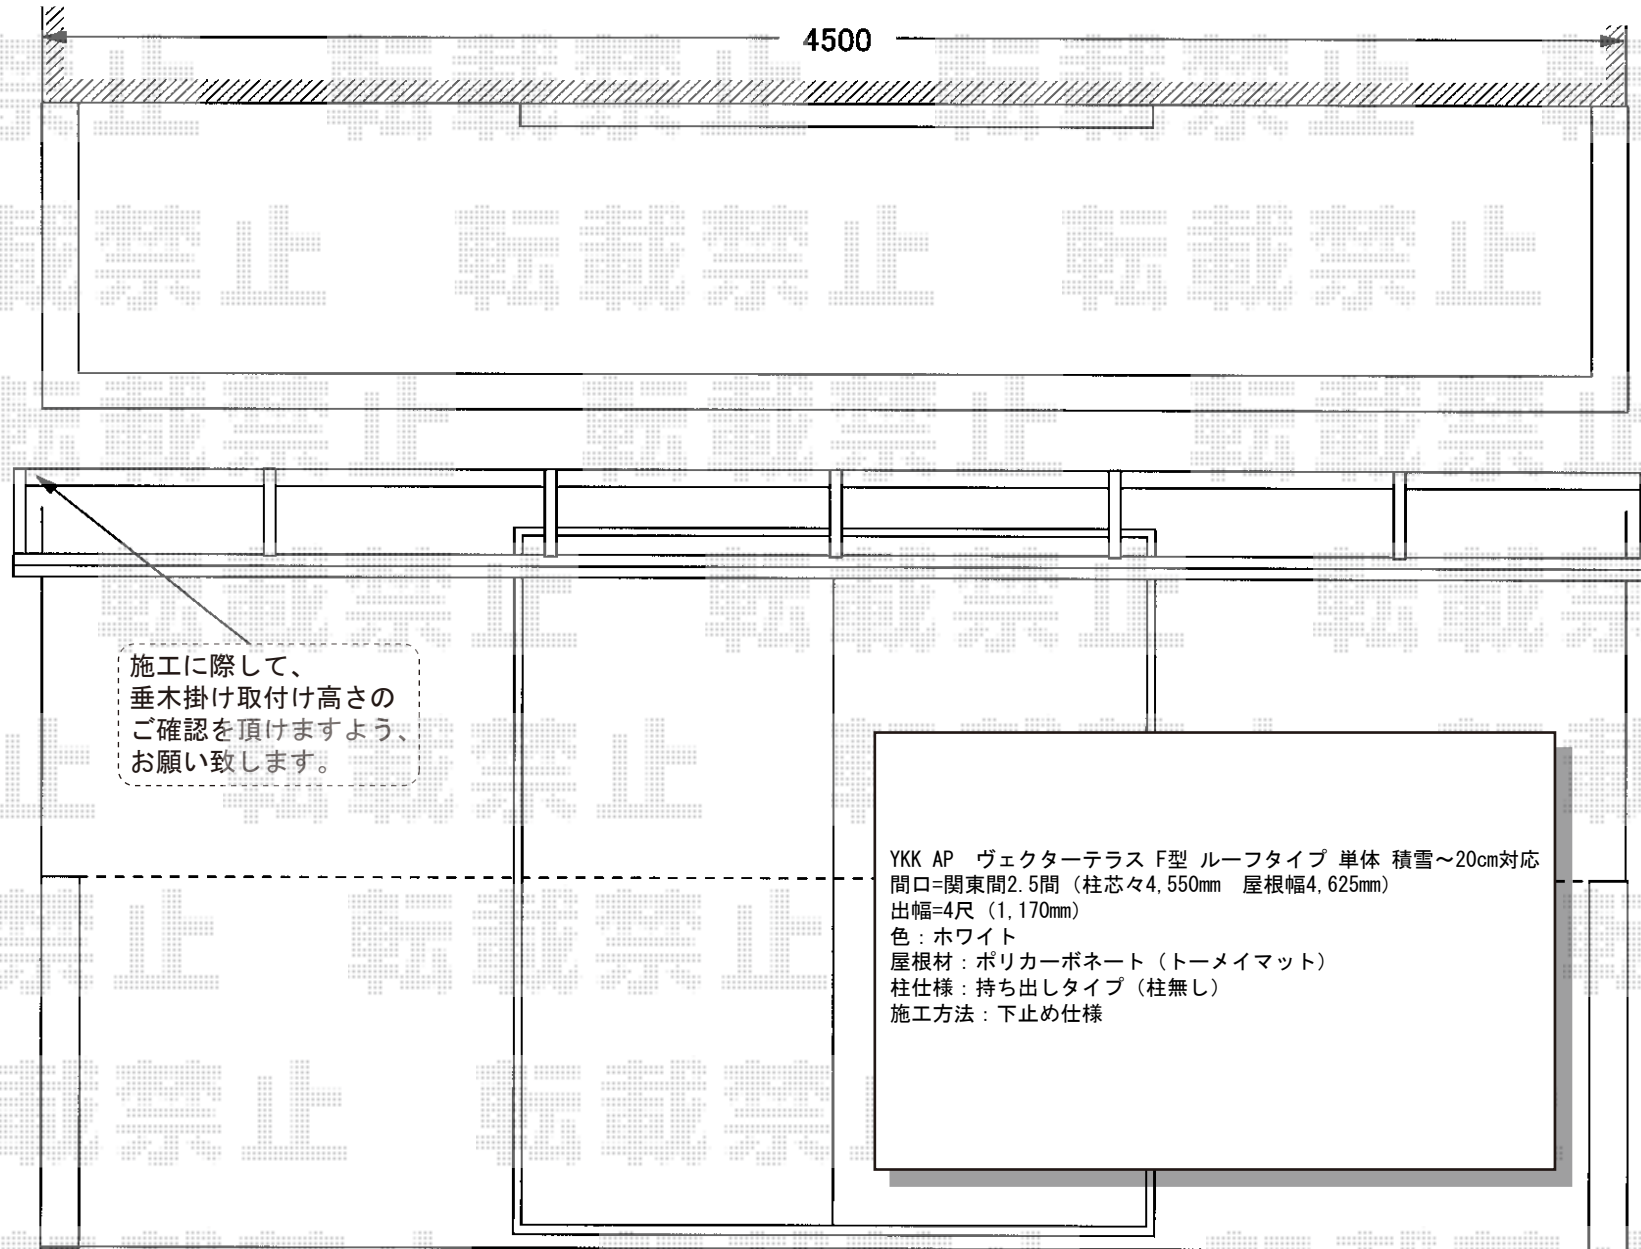 4500
施工に際して、
垂木掛け取付け高さの
ご確認を頂けますよう、
お願い致します。
YKK AP　ヴェクターテラス F型 ルーフタイプ 単体 積雪～20cm対応
間口=関東間2.5間（柱芯々4,550mm　屋根幅4,625mm）
出幅=4尺（1,170mm）
色：ホワイト
屋根材：ポリカーボネート（トーメイマット）
柱仕様：持ち出しタイプ（柱無し）
施工方法：下止め仕様
転載禁止